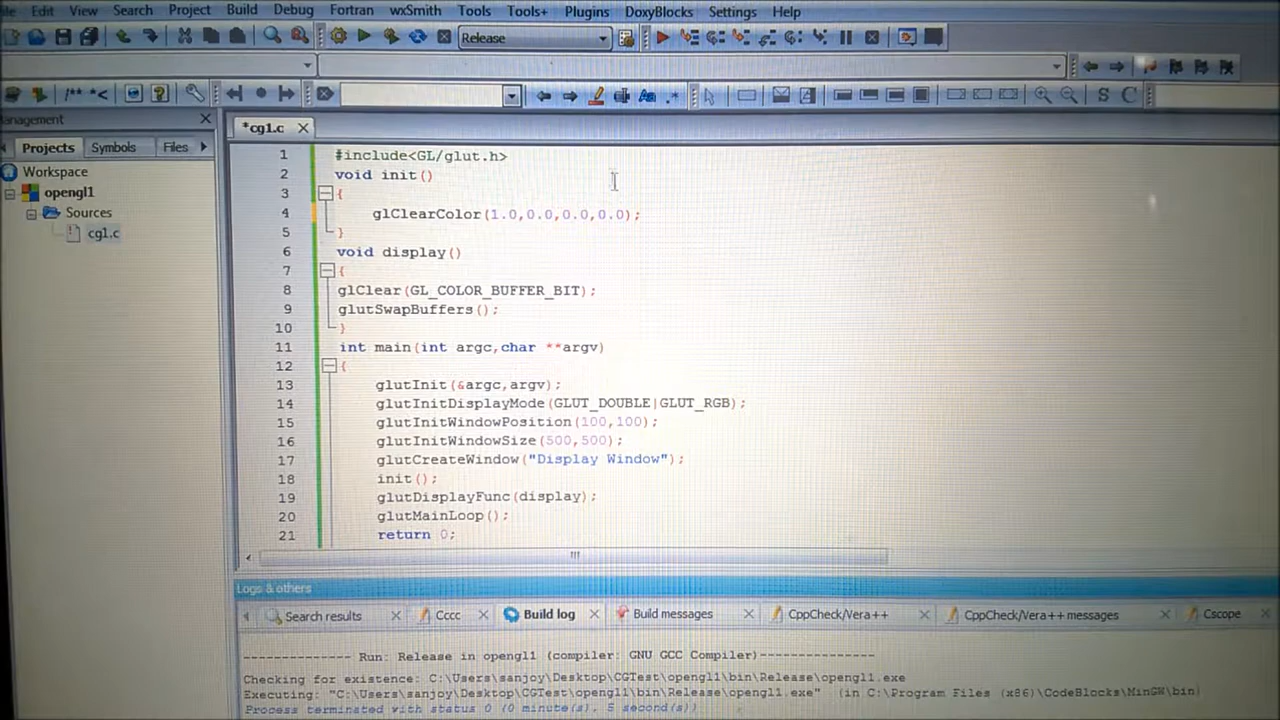 Edit View Search Project Build Debug Fortran wxSmith Tools Tools+ Plugins DoxyBlocks Settings Help
Release
/** *<
S C
*cg1.c
Projects Symbols Files
Workspace
opengl1
Sources
cg1.c
1 #include<GL/glut.h>
2 void init()
3 {
4 glClearColor(1.0,0.0,0.0,0.0);
5 }
6 void display()
7 {
8 glClear(GL_COLOR_BUFFER_BIT);
9 glutSwapBuffers();
10 }
11 int main(int argc,char **argv)
12 {
13 glutInit(&argc,argv);
14 glutInitDisplayMode(GLUT_DOUBLE|GLUT_RGB);
15 glutInitWindowPosition(100,100);
16 glutInitWindowSize(500,500);
17 glutCreateWindow("Display Window");
18 init();
19 glutDisplayFunc(display);
20 glutMainLoop();
21 return 0;
Logs & others
Search results Cccc Build log Build messages CppCheck/Vera++ CppCheck/Vera++ messages Cscope
-------------- Run: Release in opengl1 (compiler: GNU GCC Compiler)---------------
Checking for existence: C:\Users\sanjoy\Desktop\CGTest\opengl1\bin\Release\opengl1.exe
Executing: "C:\Users\sanjoy\Desktop\CGTest\opengl1\bin\Release\opengl1.exe" (in C:\Program Files (x86)\CodeBlocks\MinGW\bin)
Process terminated with status 0 (0 minute(s), 5 second(s))